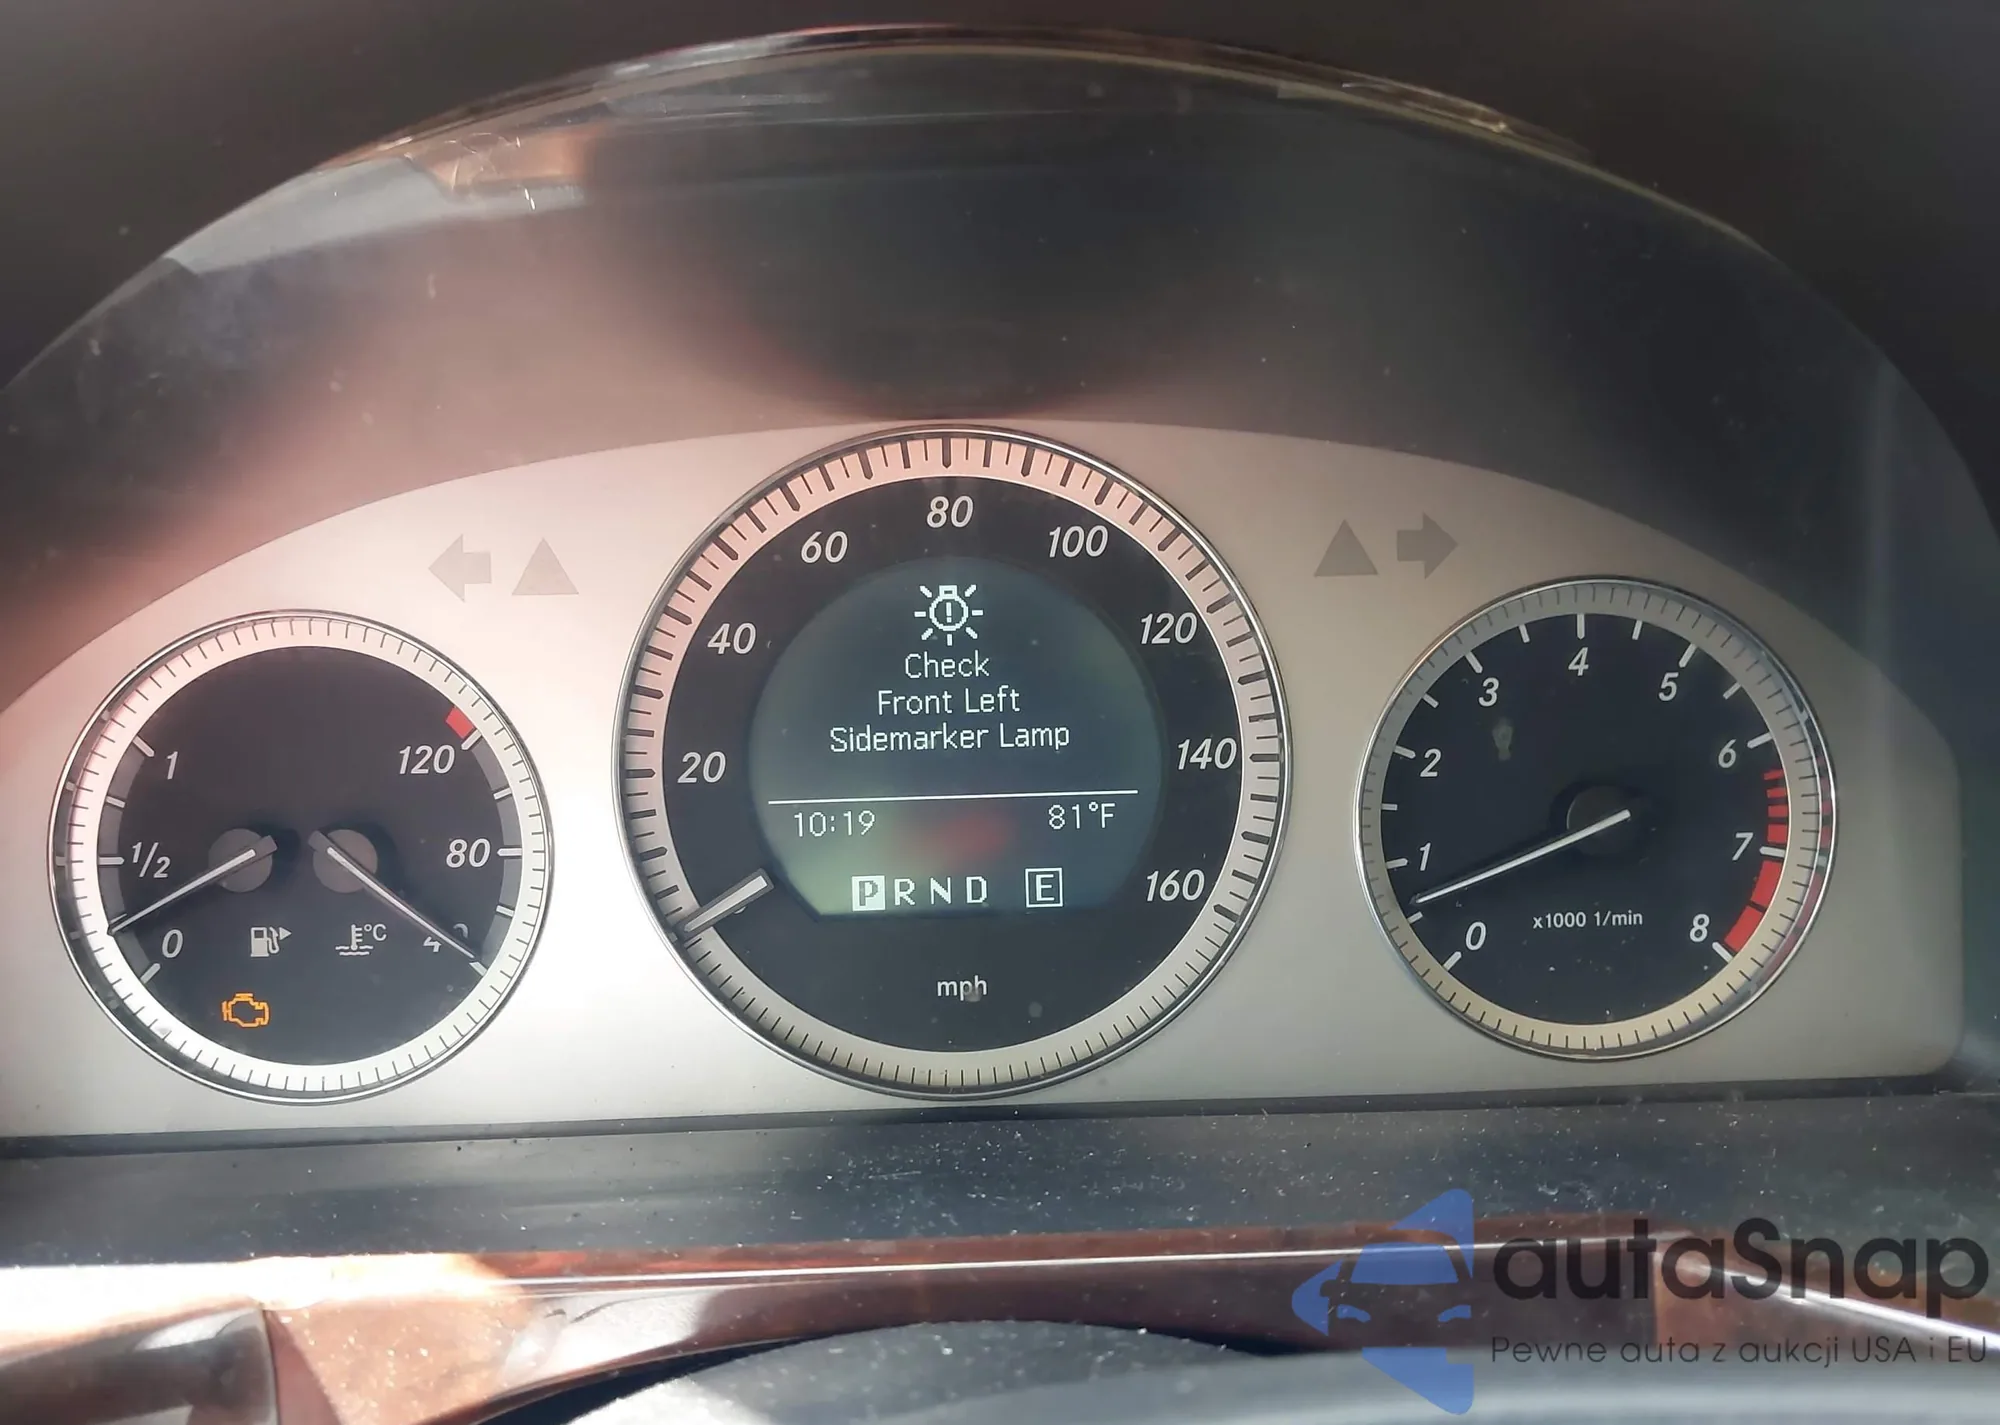 80
60
100
40
120
20
140
160
Check
Front Left
Sidemarker Lamp
10:19
81°F
PRND E
mph
1
1/2
0
120
80
°C
4
3
5
2
6
1
7
0
8
x1000 1/min
autaSnap
Pewne auta z aukcji USA i EU